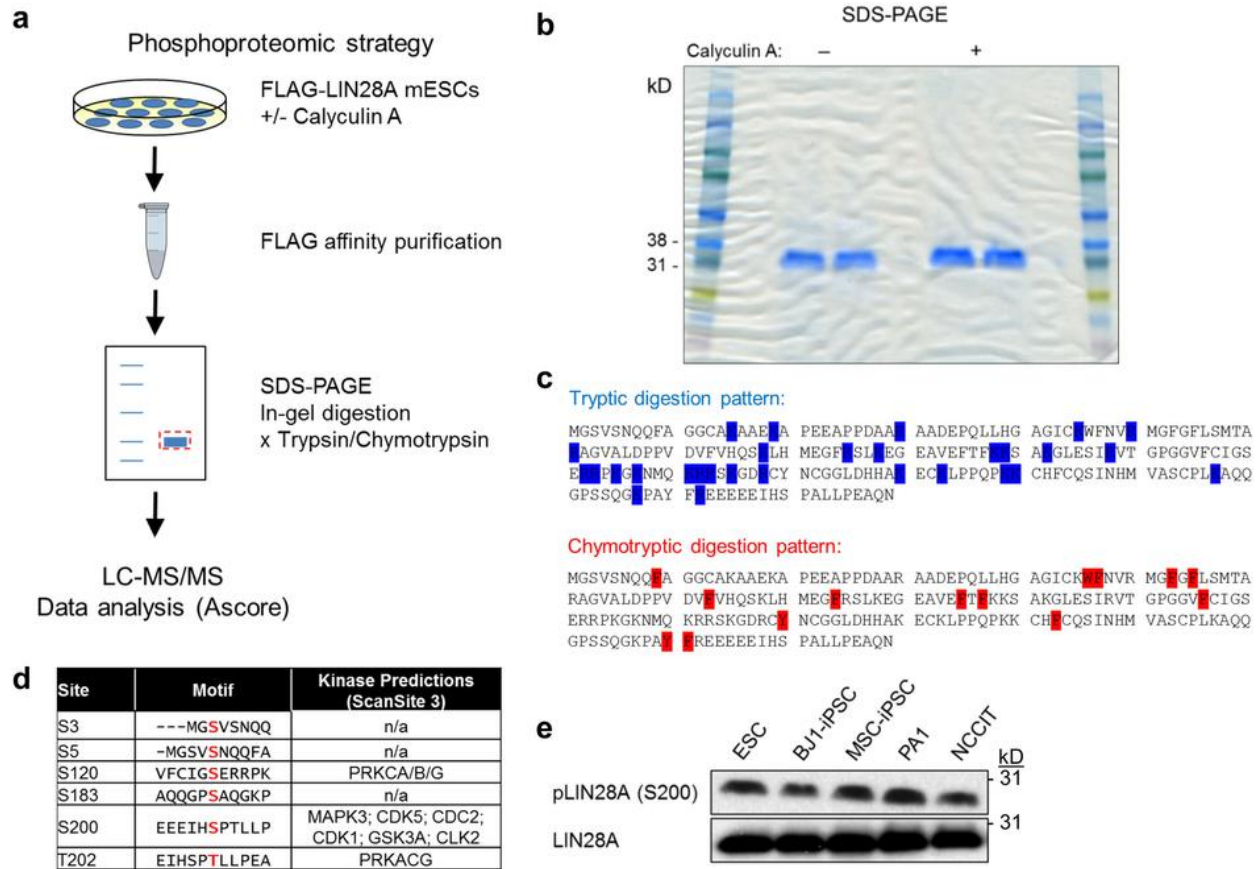 a
Phosphoproteomic strategy
FLAG-LIN28A mESCs
+/- Calyculin A
FLAG affinity purification
SDS-PAGE
In-gel digestion
x Trypsin/Chymotrypsin
LC-MS/MS
Data analysis (Ascore)
b
SDS-PAGE
Calyculin A: – +
kD
38 -
31 -
c
Tryptic digestion pattern:
MGSVSNQQFA GGCAKAAEKA PEEAPPDAAR AADEPQLLHG AGICKWFNVR MGFGFLSMTA
RAGVALDPPV DVFVHQSKLH MEGFRSLKEG EAVEFTFKKS AKGLESIRVT GPGGVFCIGS
ERRPKGKNMQ KRRSKGDRCY NCGGLDHHAK ECKLPPQPKK CHFCQSINHM VASCPLKAQQ
GPSSQGKPAY FREEEEEIHS PALLPEAQN
Chymotryptic digestion pattern:
MGSVSNQQFA GGCAKAAEKA PEEAPPDAAR AADEPQLLHG AGICKWFNVR MGFGFLSMTA
RAGVALDPPV DVFVHQSKLH MEGFRSLKEG EAVEFTFKKS AKGLESIRVT GPGGVFCIGS
ERRPKGKNMQ KRRSKGDRCY NCGGLDHHAK ECKLPPQPKK CHFCQSINHM VASCPLKAQQ
GPSSQGKPAY FREEEEEIHS PALLPEAQN
d
Site Motif Kinase Predictions
(ScanSite 3)
S3 ---MGSVSNQQ n/a
S5 -MGSVSNQQFA n/a
S120 VFCIGSERRPK PRKCA/B/G
S183 AQQGPSAQGKP n/a
S200 EEEIHSPTLLP MAPK3; CDK5; CDC2;
CDK1; GSK3A; CLK2
T202 EIHSPTLLPEA PRKACG
e
ESC BJ1-iPSC MSC-iPSC PA1 NCCIT kD
pLIN28A (S200) - 31
LIN28A - 31